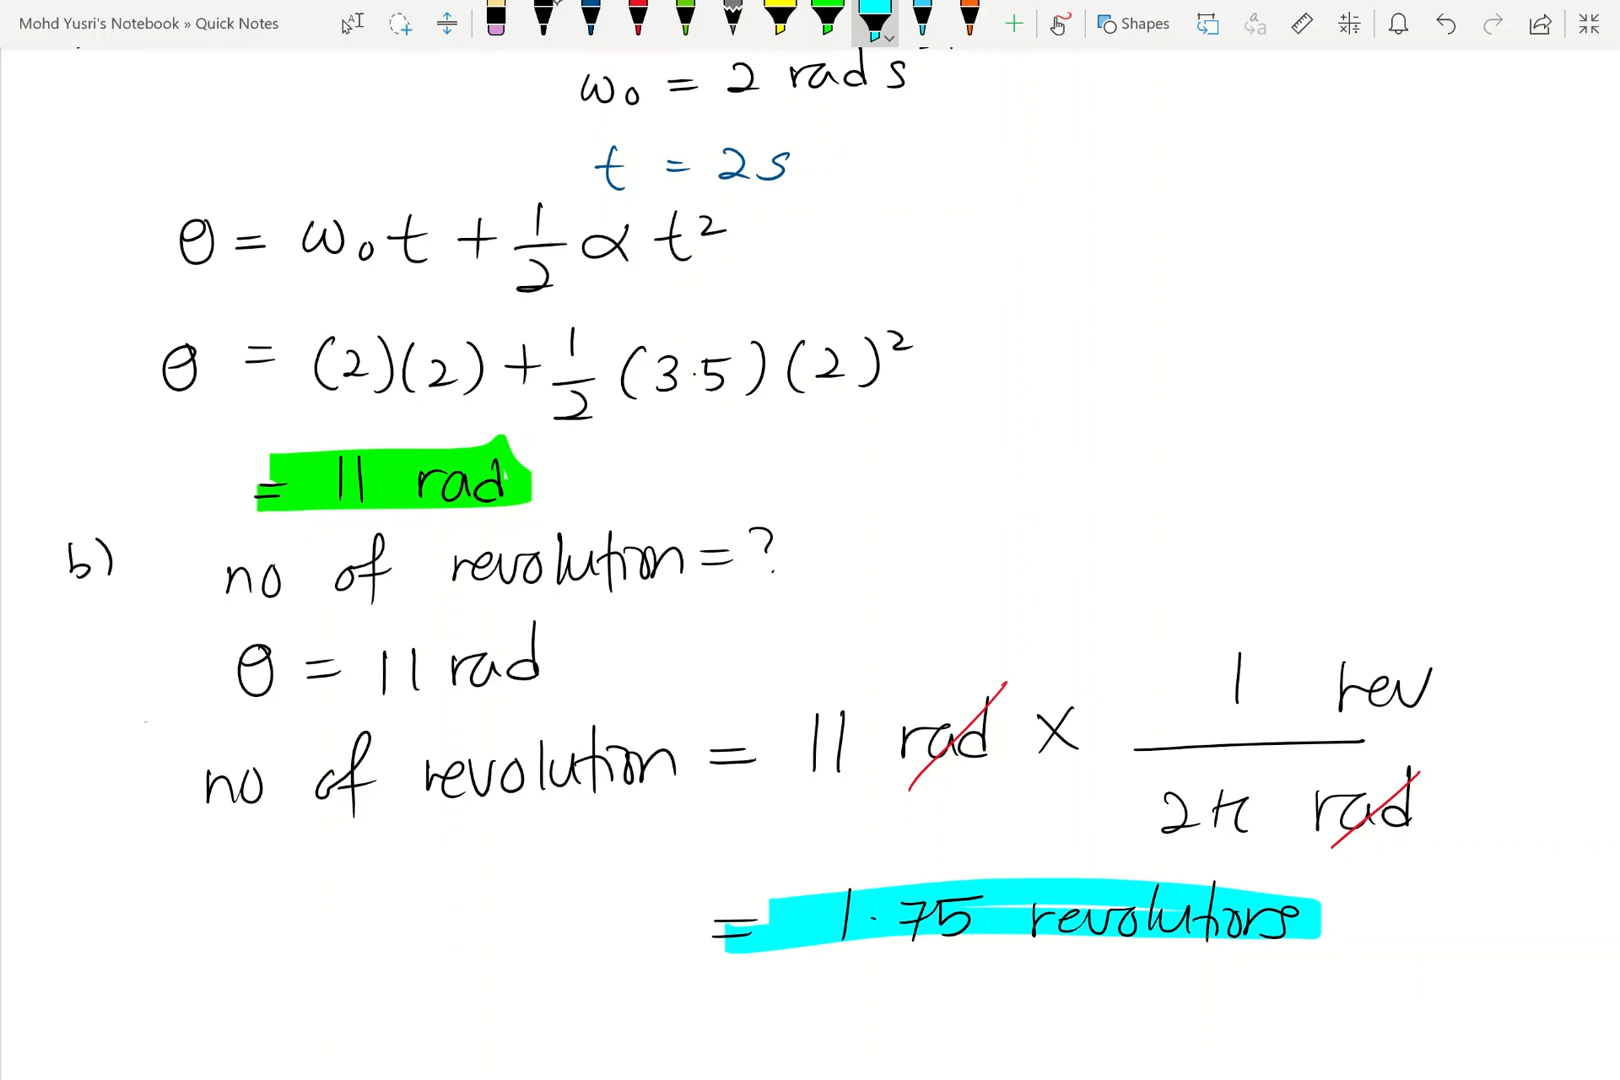 Mohd Yusri's Notebook » Quick Notes
Shapes
ω₀ = 2 rad s
t = 2s
θ = ω₀t + 1/2 α t²
θ = (2)(2) + 1/2 (3.5)(2)²
= 11 rad
b) no of revolution = ?
θ = 11 rad
no of revolution = 11 rad × 1 rev / 2π rad
= 1.75 revolutions